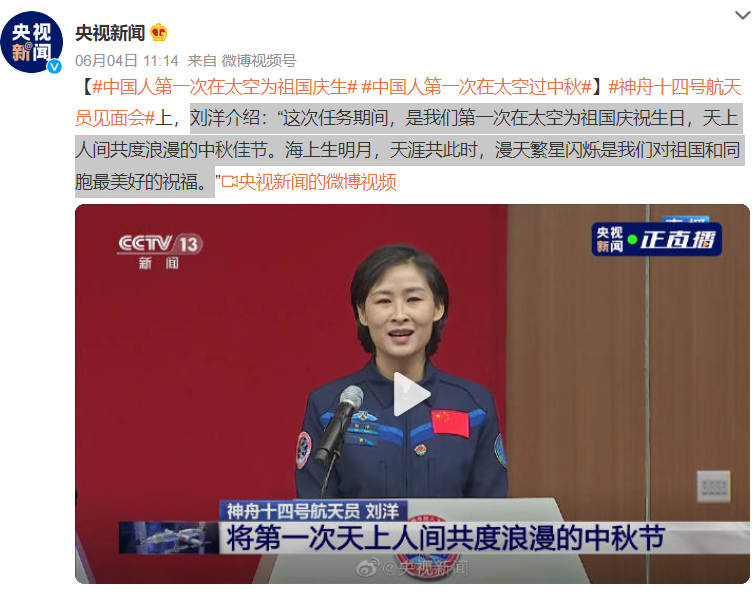 央视
新闻
央视新闻
06月04日 11:14 来自 微博视频号
【#中国人第一次在太空为祖国庆生# #中国人第一次在太空过中秋#】#神舟十四号航天
员见面会#上，刘洋介绍：“这次任务期间，是我们第一次在太空为祖国庆祝生日，天上
人间共度浪漫的中秋佳节。海上生明月，天涯共此时，漫天繁星闪烁是我们对祖国和同
胞最美好的祝福。”央视新闻的微博视频
CCTV 13
新闻
央视
新闻
正直播
神舟十四号航天员 刘洋
将第一次天上人间共度浪漫的中秋节
@央视新闻